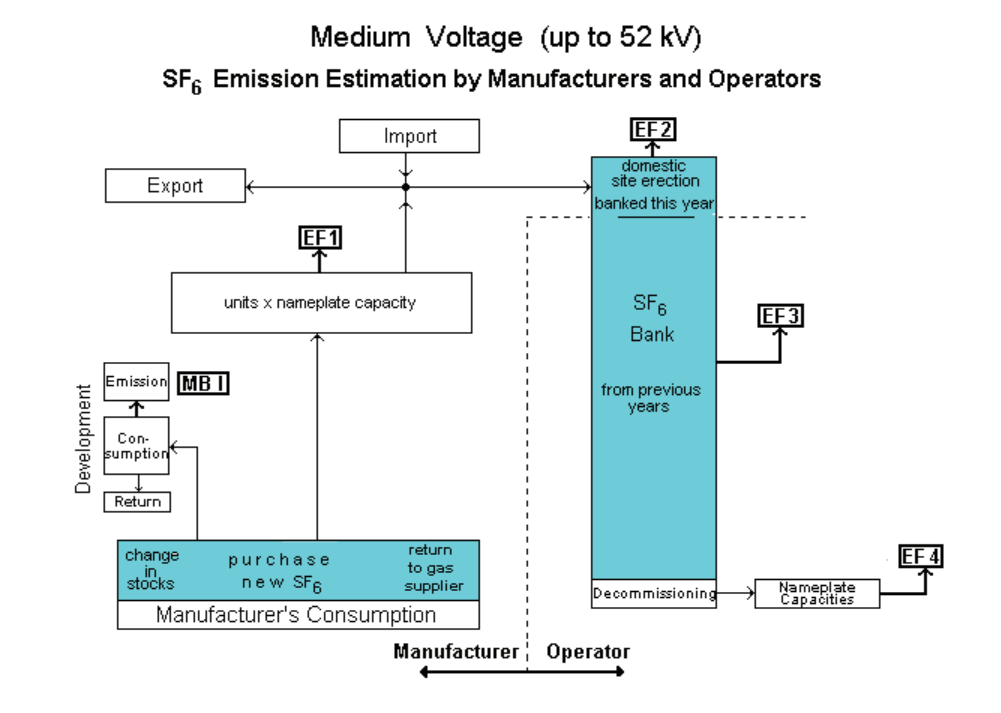 Medium Voltage (up to 52 kV)
SF6 Emission Estimation by Manufacturers and Operators
Import
EF2
Export
domestic
site erection
banked this year
EF1
units x nameplate capacity
SF6
Bank
EF3
from previous
years
Development
Emission
MB I
Con-
sumption
Return
change
in
stocks
purchase
new SF6
return
to gas
supplier
Manufacturer's Consumption
EF4
Decommissioning
Nameplate
Capacities
Manufacturer
Operator